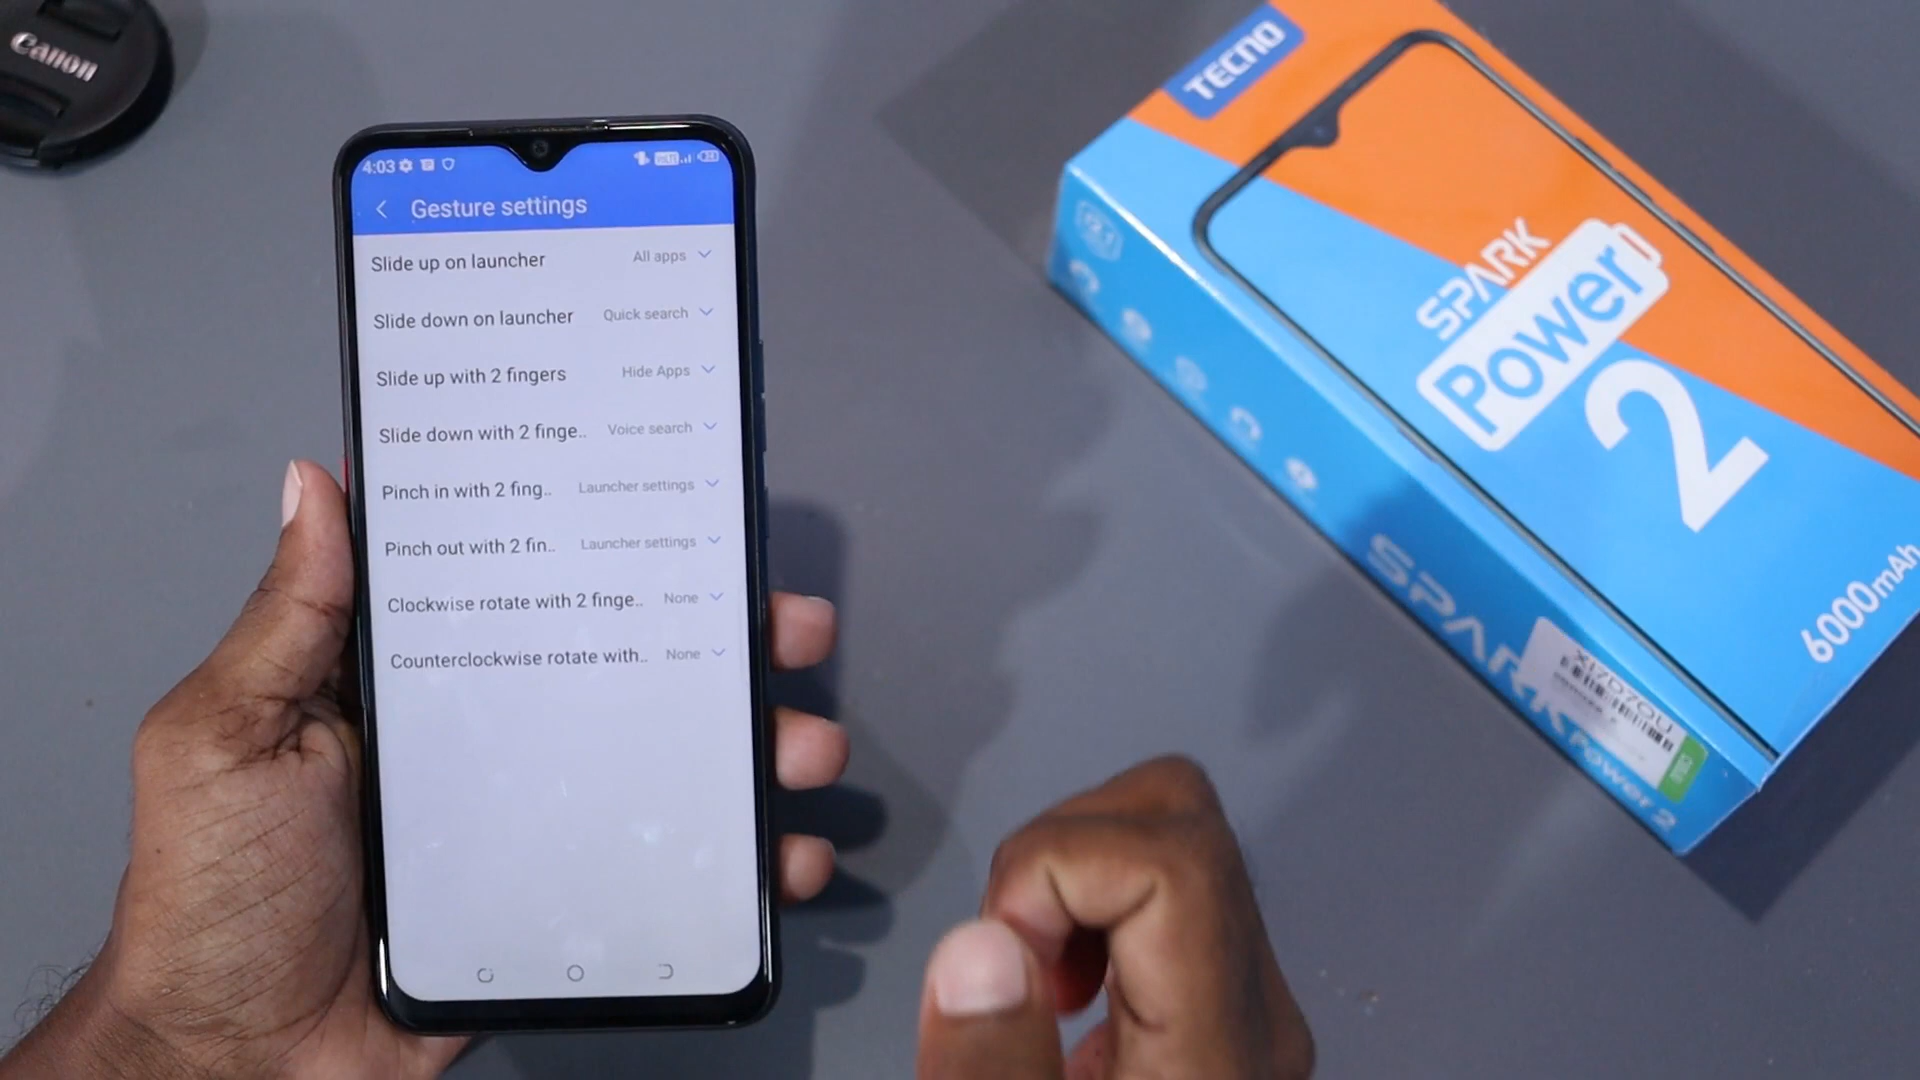 Canon
4:03
Gesture settings
Slide up on launcher All apps
Slide down on launcher Quick search
Slide up with 2 fingers Hide Apps
Slide down with 2 finge.. Voice search
Pinch in with 2 fing.. Launcher settings
Pinch out with 2 fin.. Launcher settings
Clockwise rotate with 2 finge.. None
Counterclockwise rotate with.. None
TECNO
SPARK
Power
2
6000mAh
SPARK Power 2